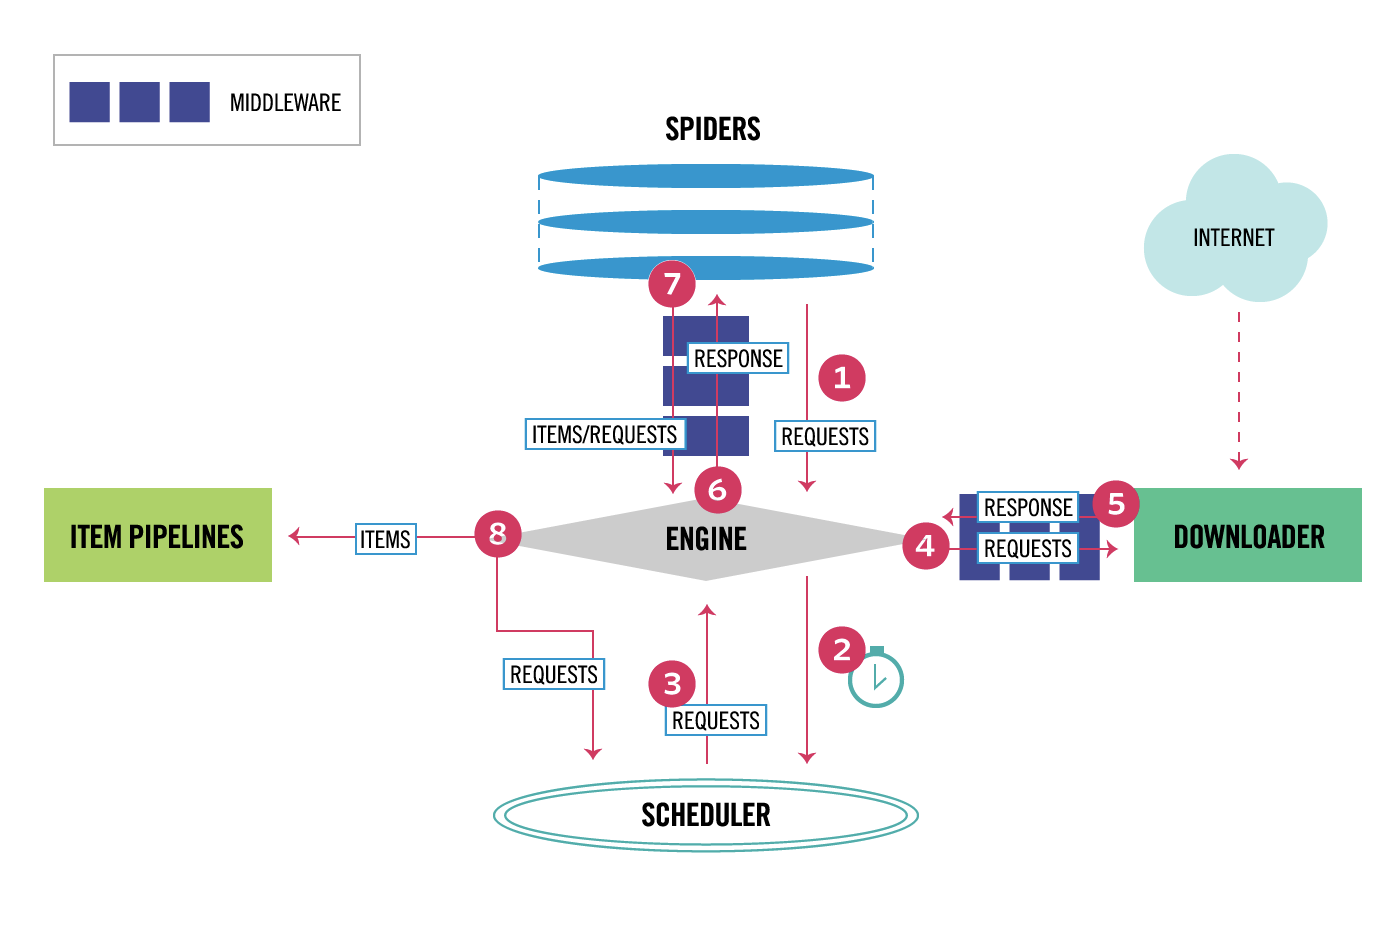 MIDDLEWARE
SPIDERS
INTERNET
7
RESPONSE
1
ITEMS/REQUESTS
REQUESTS
6
ITEM PIPELINES
ITEMS
8
ENGINE
4
RESPONSE
5
REQUESTS
DOWNLOADER
2
REQUESTS
3
REQUESTS
SCHEDULER